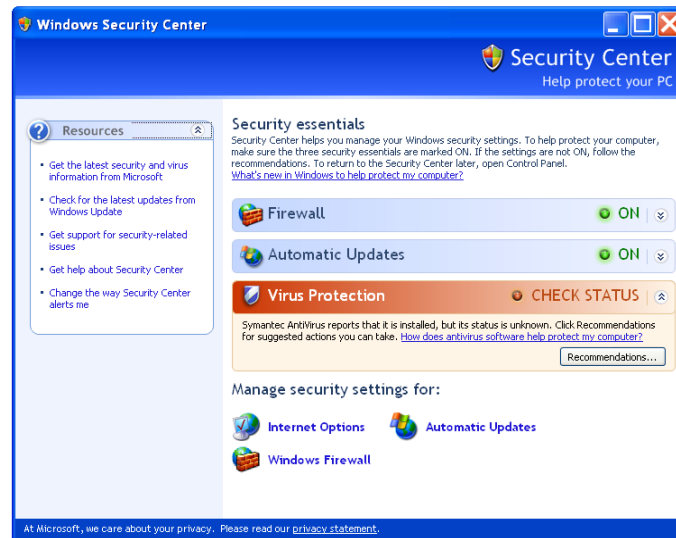 Windows Security Center
Security Center
Help protect your PC
Resources
Get the latest security and virus
information from Microsoft
Check for the latest updates from
Windows Update
Get support for security-related
issues
Get help about Security Center
Change the way Security Center
alerts me
Security essentials
Security Center helps you manage your Windows security settings. To help protect your computer,
make sure the three security essentials are marked ON. If the settings are not ON, follow the
recommendations. To return to the Security Center later, open Control Panel.
What's new in Windows to help protect my computer?
Firewall ON
Automatic Updates ON
Virus Protection CHECK STATUS
Symantec AntiVirus reports that it is installed, but its status is unknown. Click Recommendations
for suggested actions you can take. How does antivirus software help protect my computer?
Recommendations...
Manage security settings for:
Internet Options Automatic Updates
Windows Firewall
At Microsoft, we care about your privacy. Please read our privacy statement.